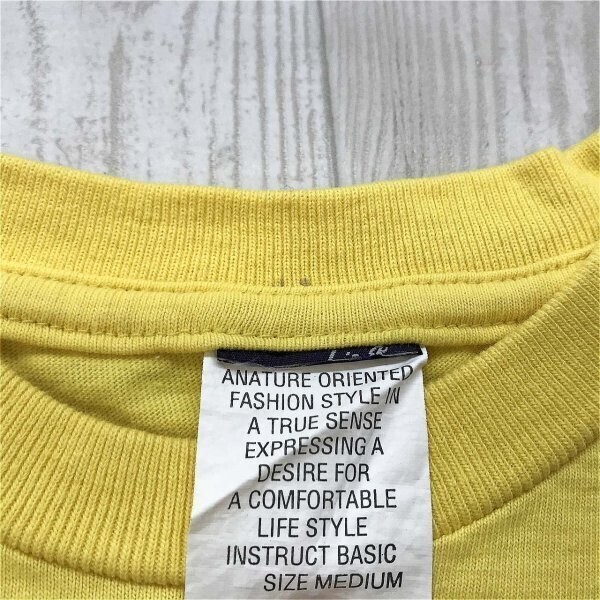 ANATURE ORIENTED
FASHION STYLE IN
A TRUE SENSE
EXPRESSING A
DESIRE FOR
A COMFORTABLE
LIFE STYLE
INSTRUCT BASIC
SIZE MEDIUM